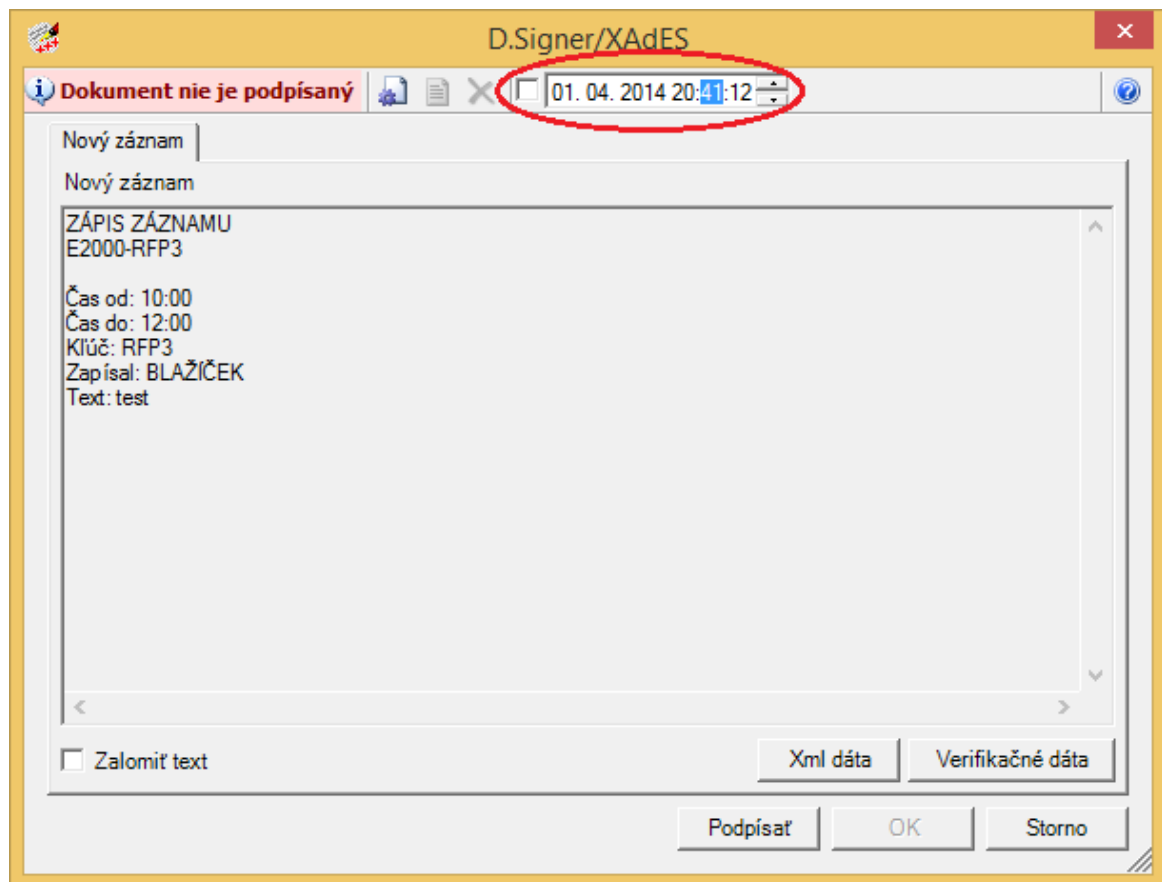 D.Signer/XAdES
Dokument nie je podpísaný 01. 04. 2014 20:41:12
Nový záznam
Nový záznam
ZÁPIS ZÁZNAMU
E2000-RFP3
Čas od: 10:00
Čas do: 12:00
Kľúč: RFP3
Zapísal: BLAŽÍČEK
Text: test
Zalomiť text Xml dáta Verifikačné dáta
Podpísať OK Storno